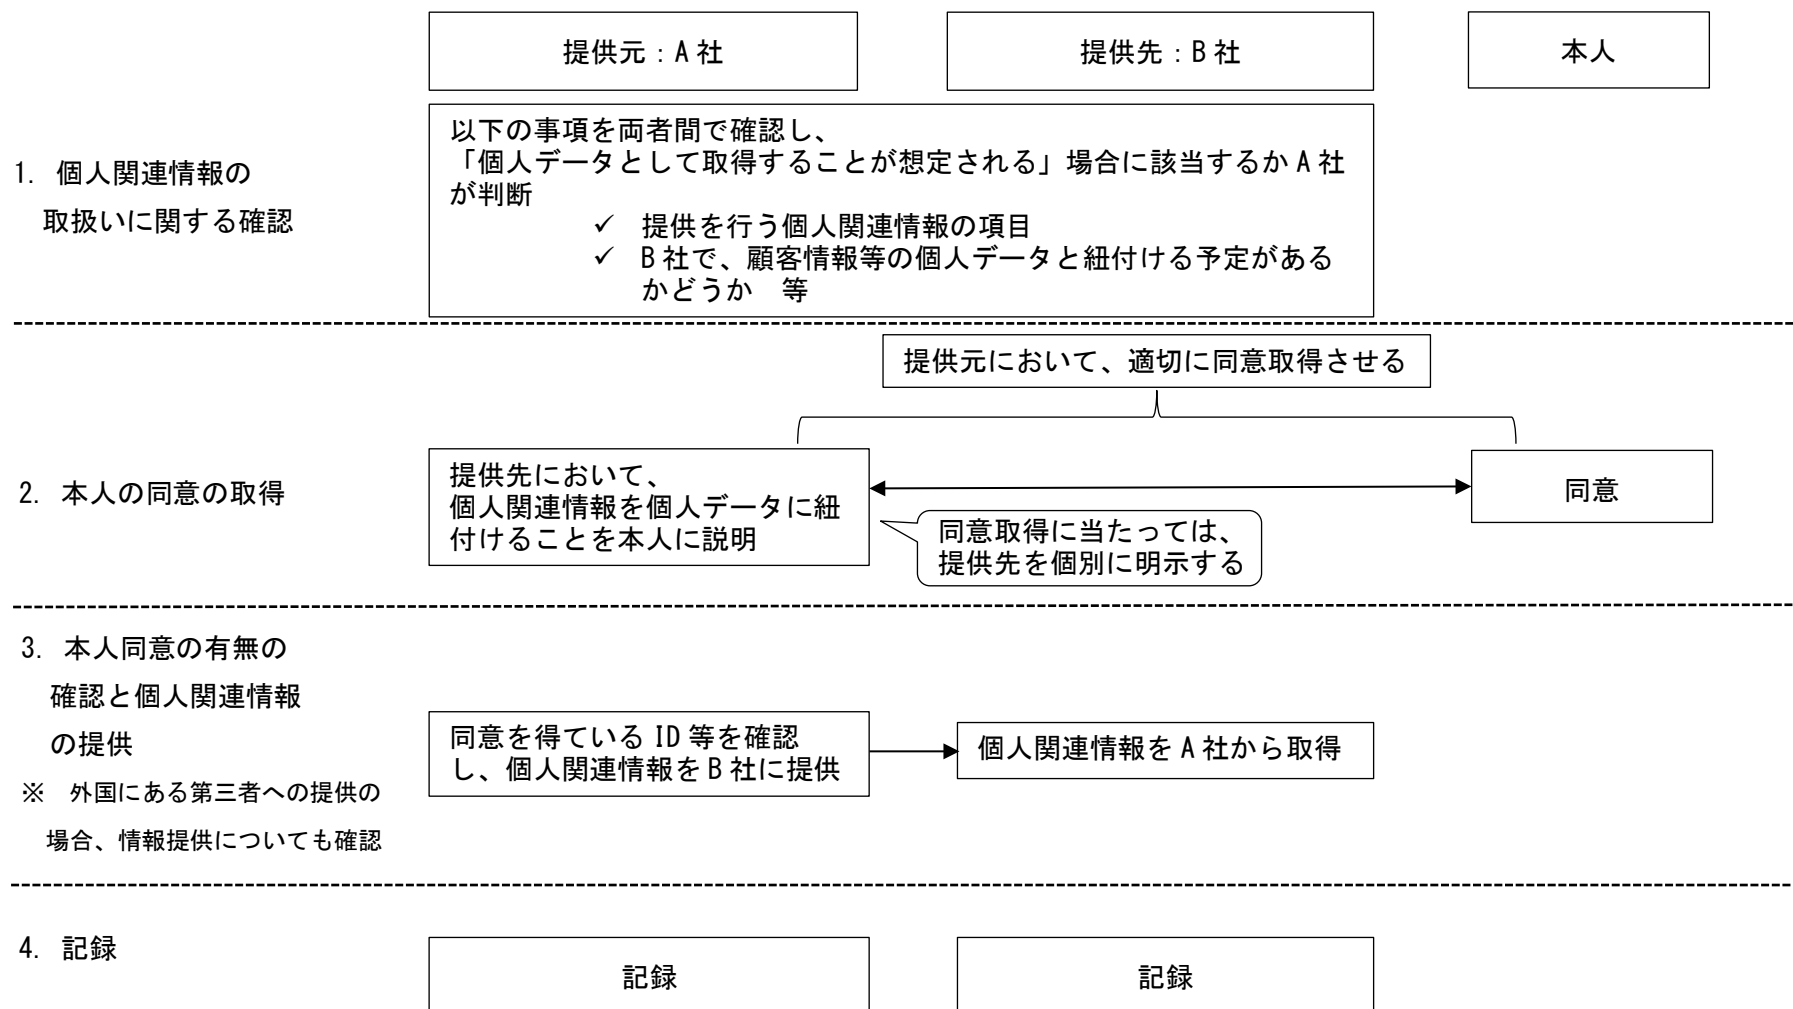 提供元：A 社
提供先：B 社
本人
1. 個人関連情報の
取扱いに関する確認
以下の事項を両者間で確認し、
「個人データとして取得することが想定される」場合に該当するか A 社
が判断
✓ 提供を行う個人関連情報の項目
✓ B 社で、顧客情報等の個人データと紐付ける予定がある
かどうか　等
提供元において、適切に同意取得させる
2. 本人の同意の取得
提供先において、
個人関連情報を個人データに紐
付けることを本人に説明
同意
同意取得に当たっては、
提供先を個別に明示する
3. 本人同意の有無の
確認と個人関連情報
の提供
※　外国にある第三者への提供の
場合、情報提供についても確認
同意を得ている ID 等を確認
し、個人関連情報を B 社に提供
個人関連情報を A 社から取得
4. 記録
記録
記録